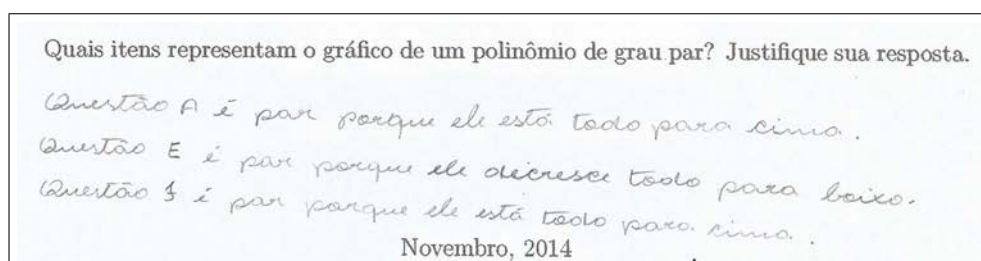 Quais itens representam o gráfico de um polinômio de grau par? Justifique sua resposta.
Questão A é par porque ele está todo para cima.
Questão E é par porque ele decresce todo para baixo.
Questão f é par porque ele está todo para cima.
Novembro, 2014